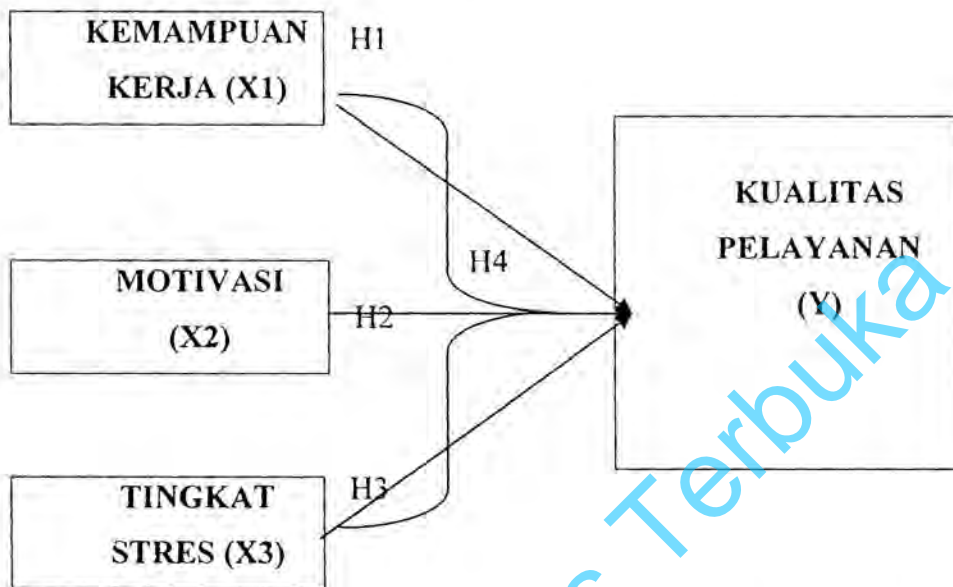 KEMAMPUAN
KERJA (X1)
H1
KUALITAS
PELAYANAN
(Y)
H4
MOTIVASI
(X2)
H2
TINGKAT
STRES (X3)
H3
s Terbuka